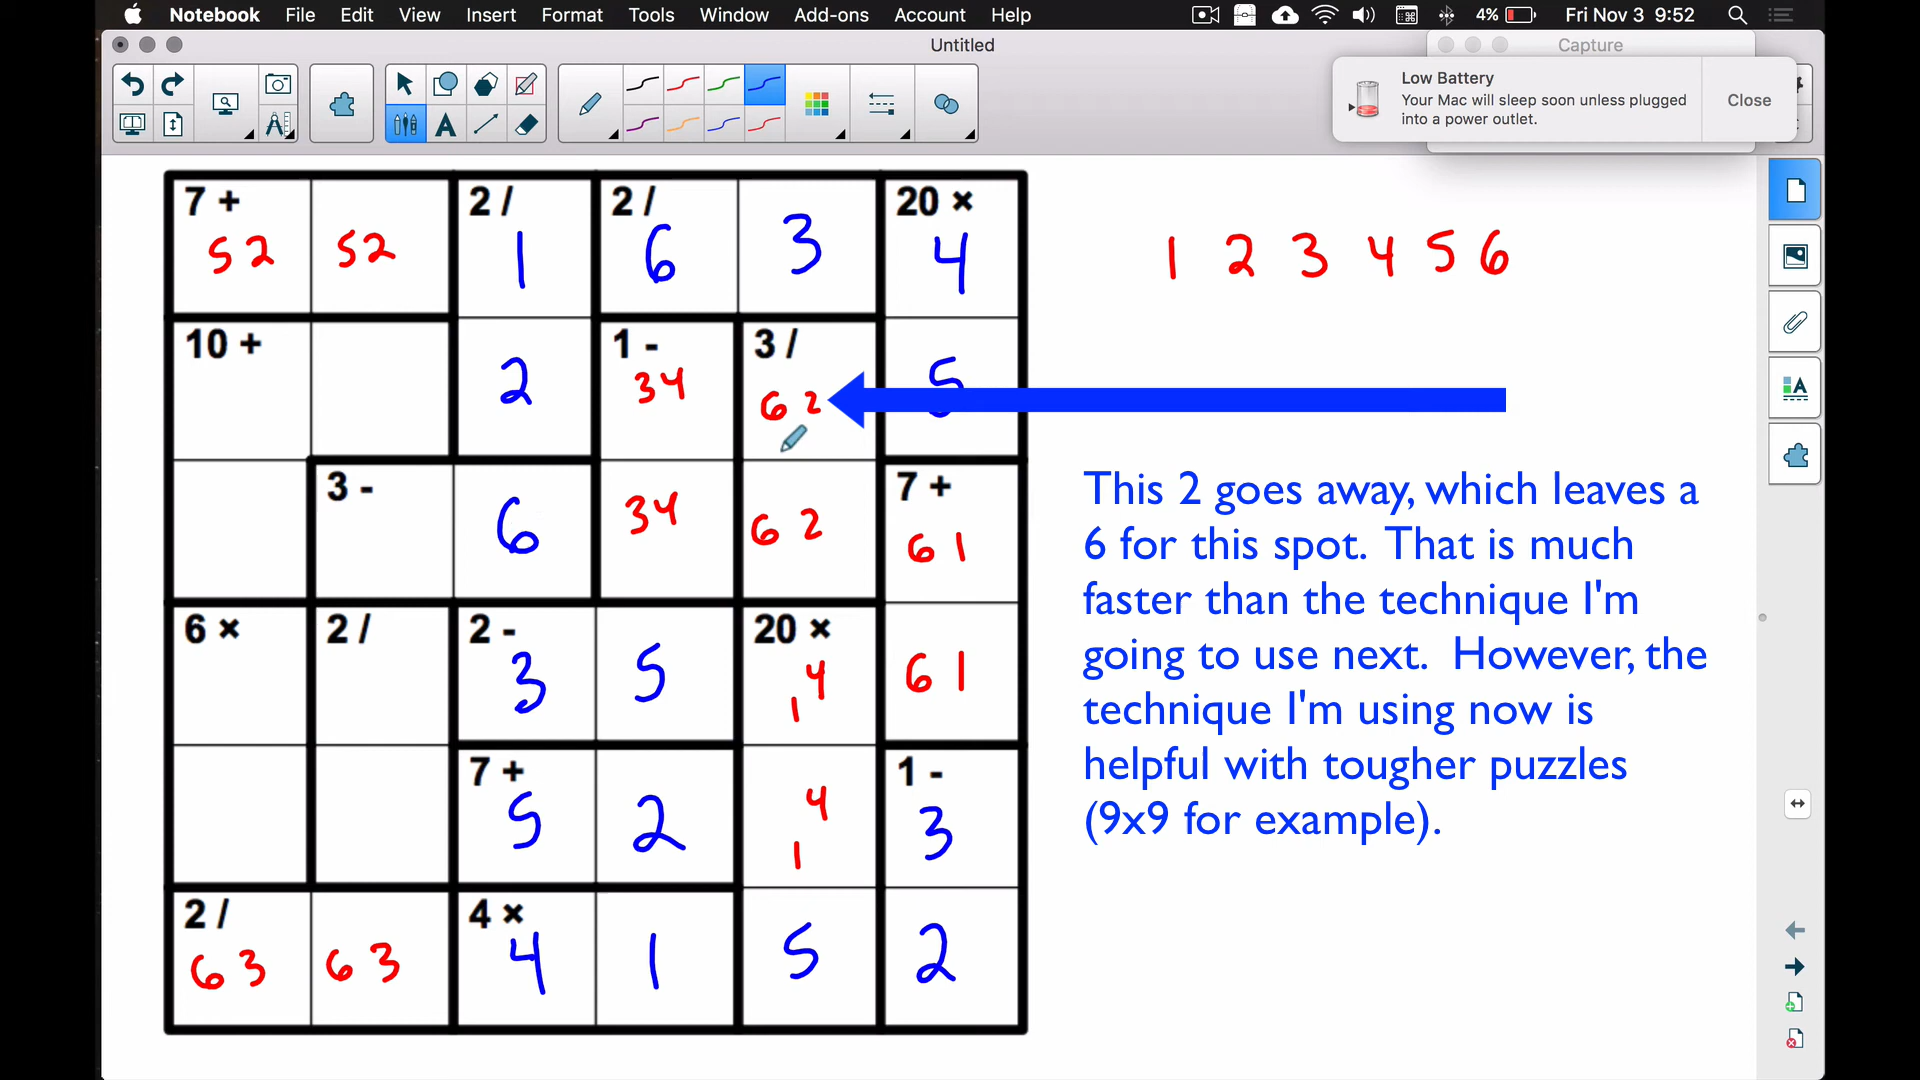 Notebook File Edit View Insert Format Tools Window Add-ons Account Help 4% Fri Nov 3 9:52
Untitled
Capture
Low Battery
Your Mac will sleep soon unless plugged
into a power outlet.
Close
7 + 2 / 2 / 20 ×
5 2 5 2 1 6 3 4
1 2 3 4 5 6
10 + 1 - 3 /
2 3 4 6 2 5
3 - 7 +
6 3 4 6 2 6 1
6 × 2 / 2 - 20 ×
3 5 4 1 6 1
7 + 1 -
5 2 4 1 3
2 / 4 ×
6 3 6 3 4 1 5 2
This 2 goes away, which leaves a
6 for this spot. That is much
faster than the technique I'm
going to use next. However, the
technique I'm using now is
helpful with tougher puzzles
(9x9 for example).